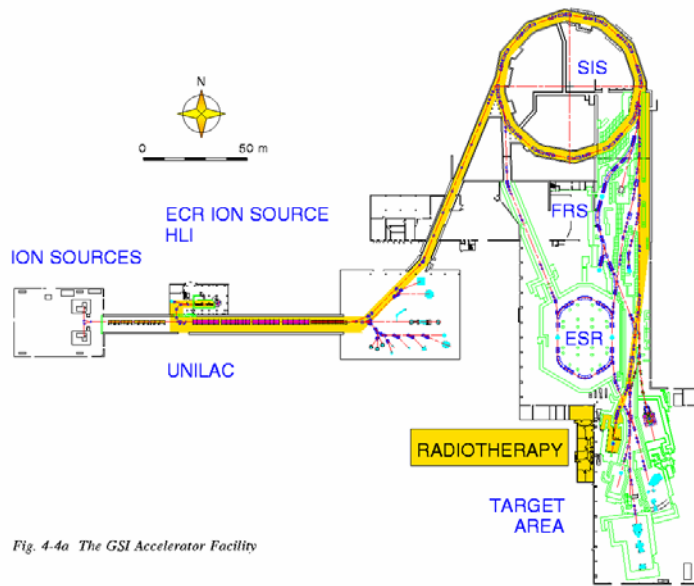 SIS
N
50 m
ECR ION SOURCE
HLI
FRS
ION SOURCES
ESR
UNILAC
RADIOTHERAPY
TARGET
AREA
Fig. 4-4a The GSI Accelerator Facility